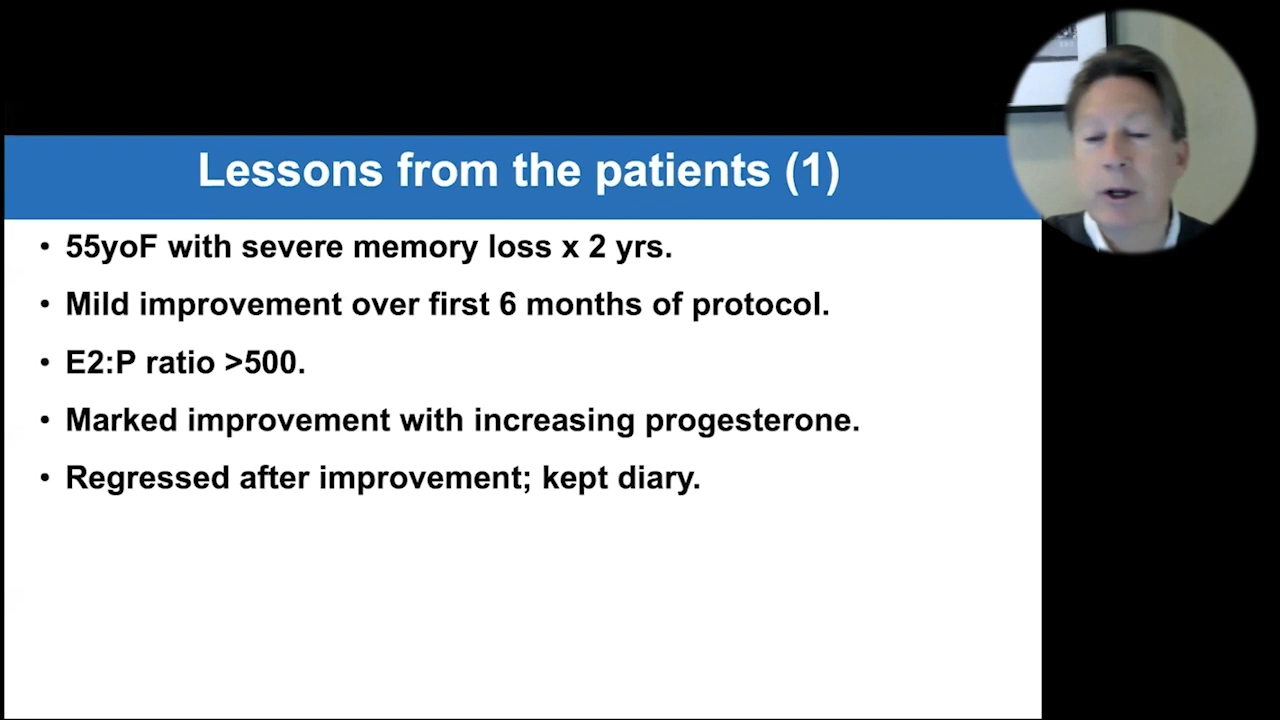 Lessons from the patients (1)
• 55yoF with severe memory loss x 2 yrs.
• Mild improvement over first 6 months of protocol.
• E2:P ratio >500.
• Marked improvement with increasing progesterone.
• Regressed after improvement; kept diary.